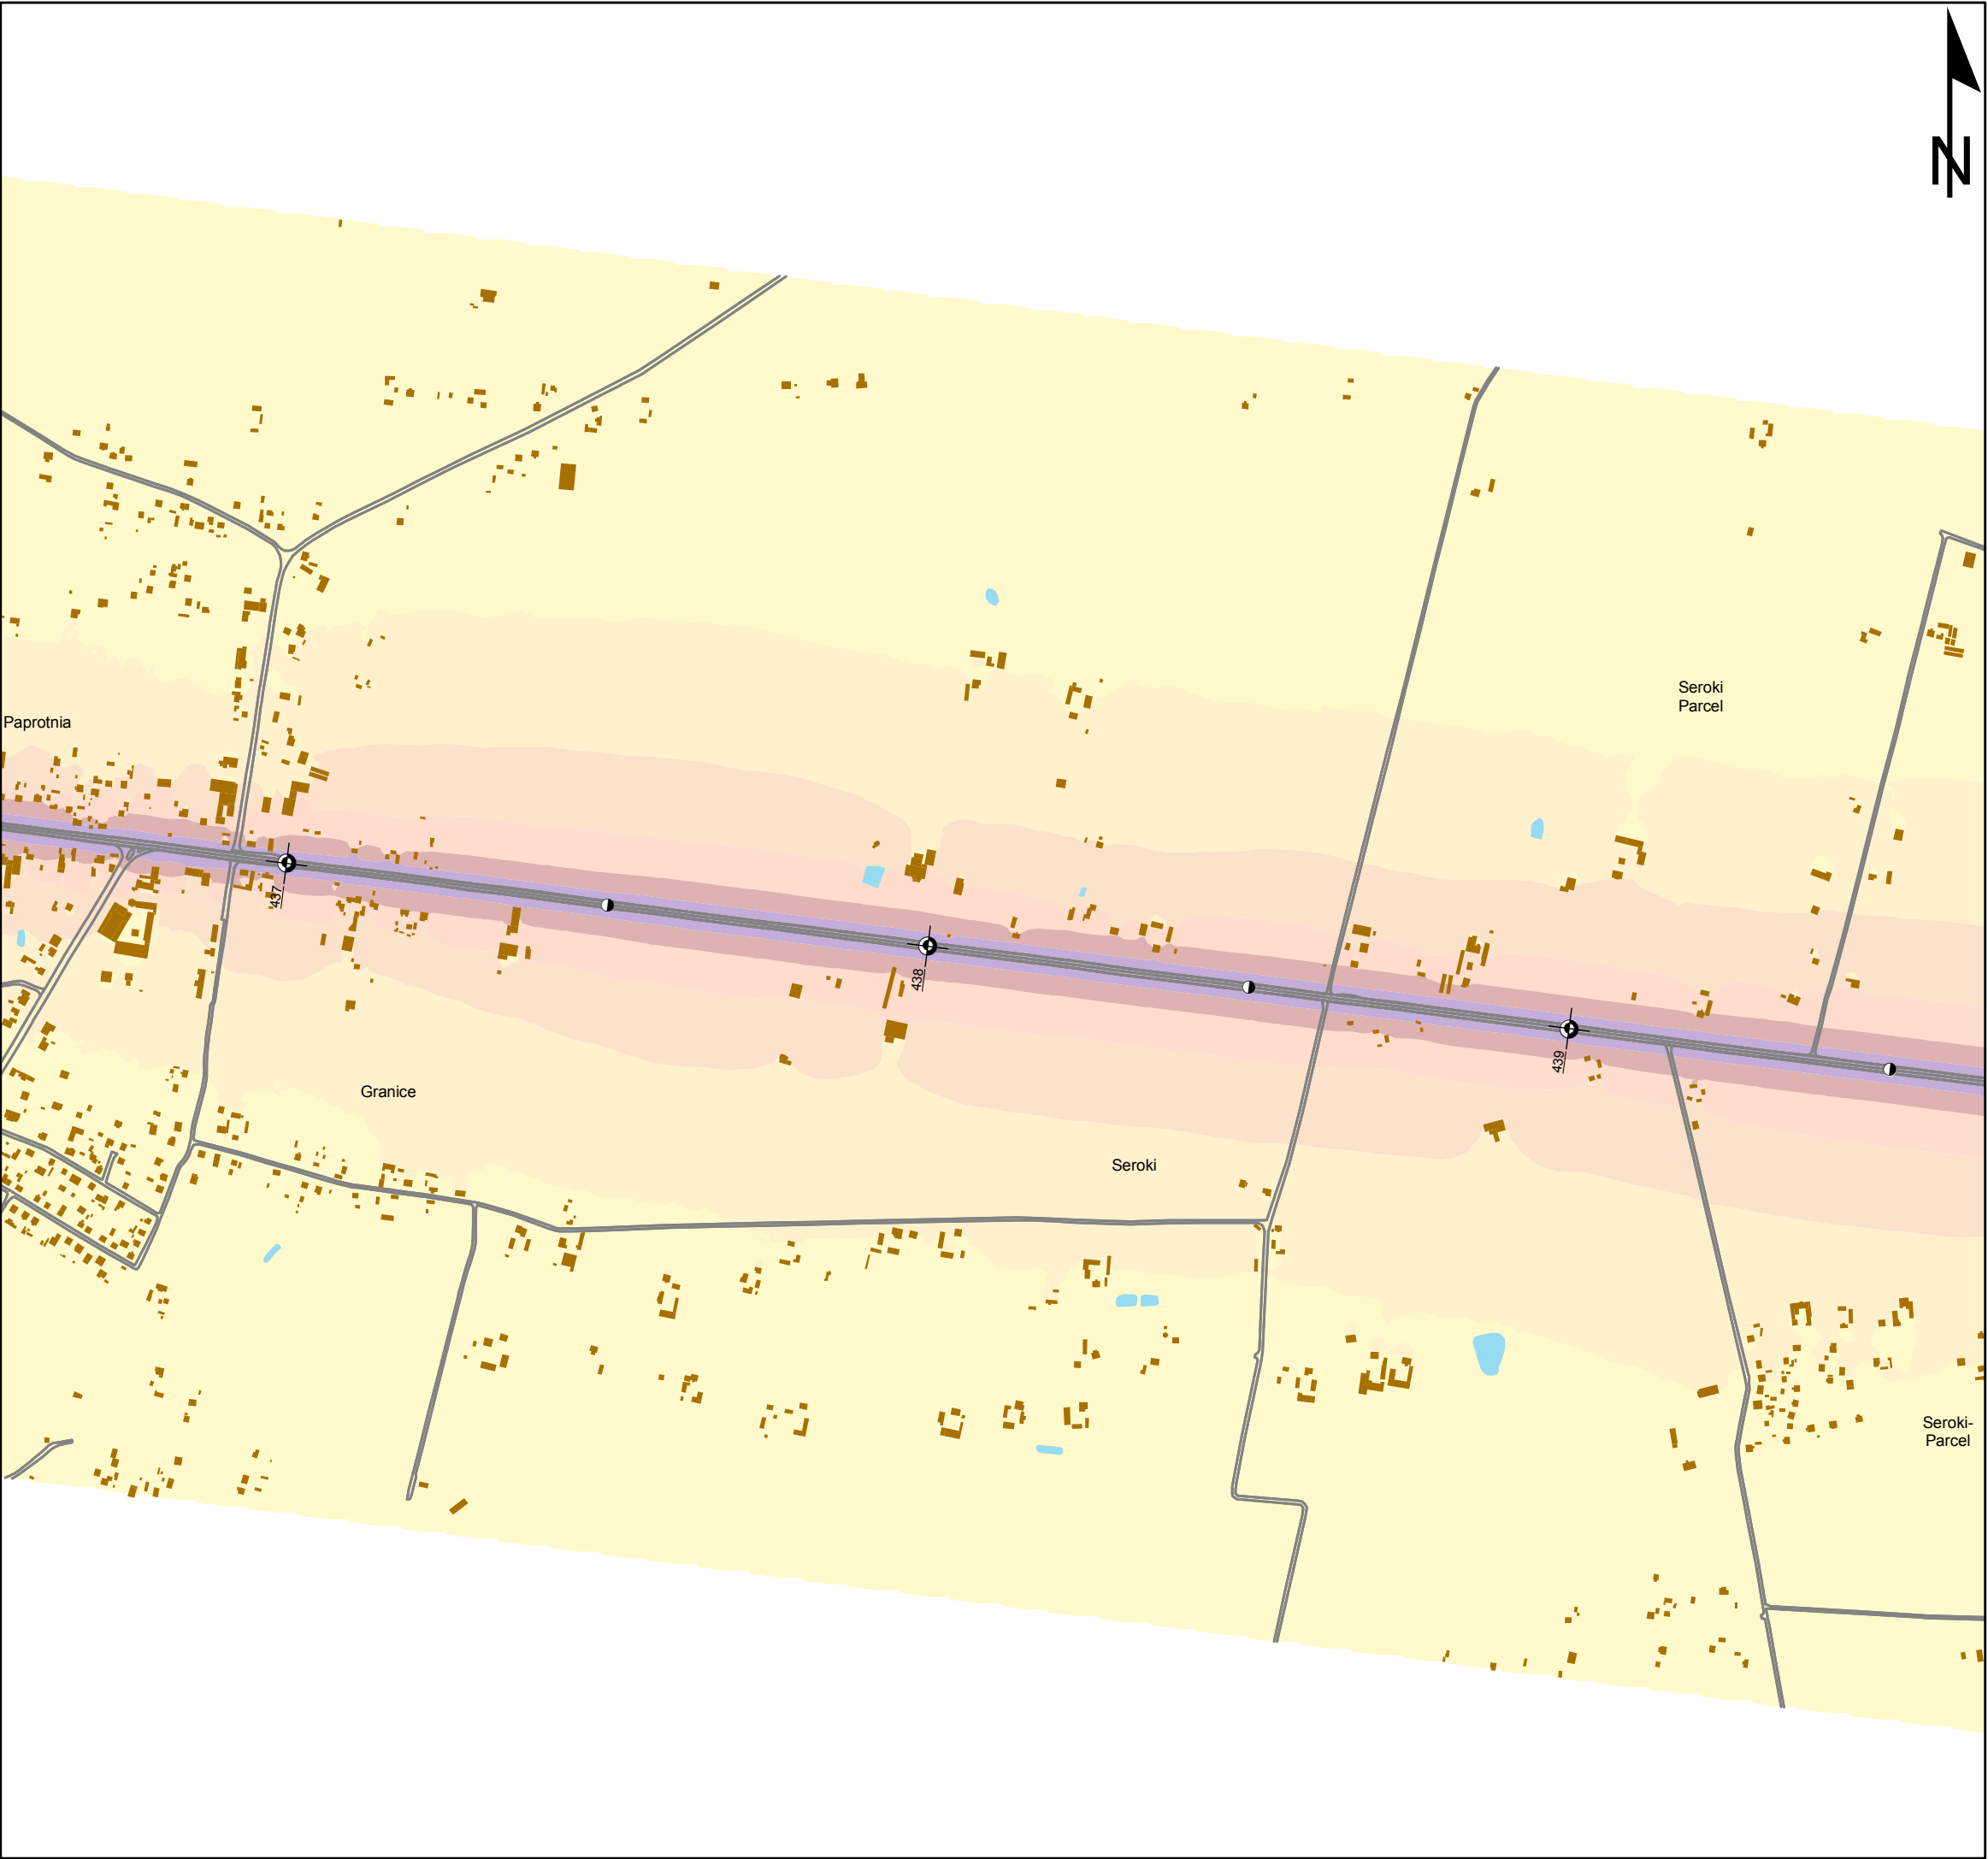 N
Seroki
Parcel
Paprotnia
437
438
439
Granice
Seroki
Seroki-
Parcel